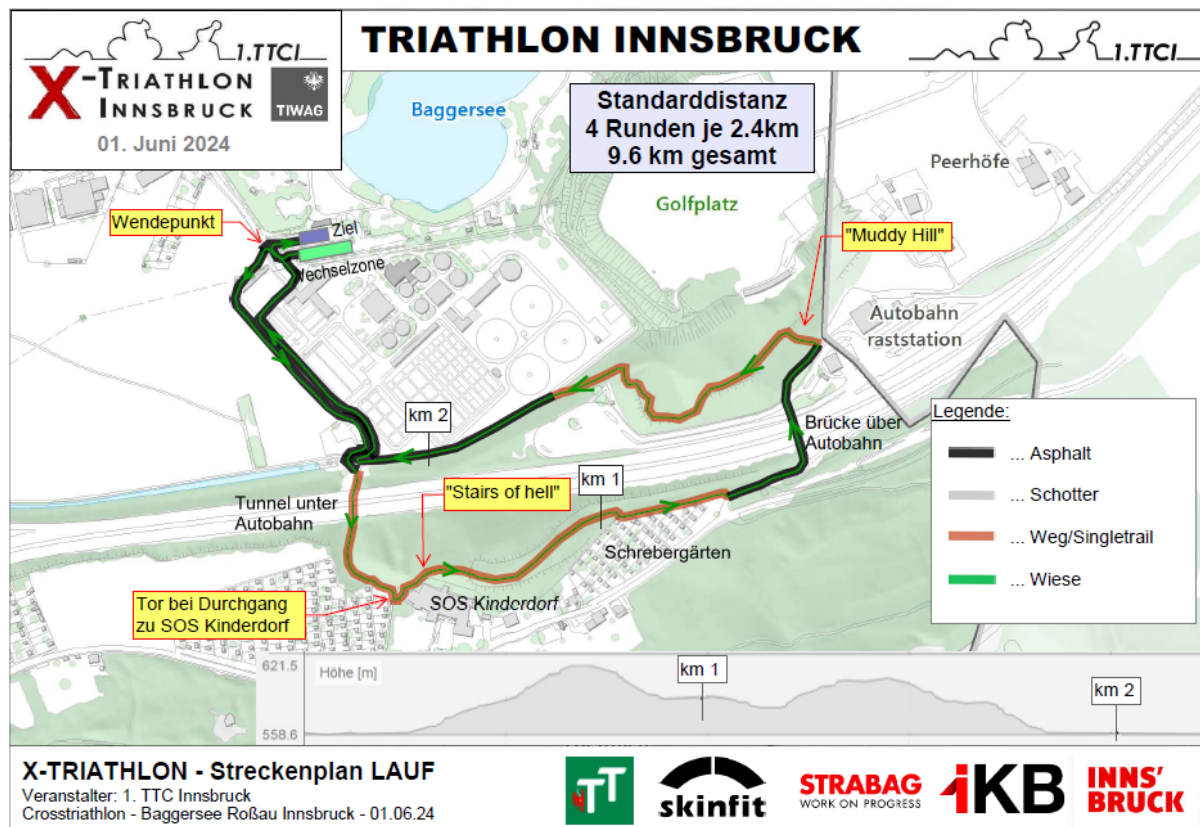 TRIATHLON INNSBRUCK
1.TTCI
X-TRIATHLON
INNSBRUCK
TIWAG
01. Juni 2024
1.TTCI
Standarddistanz
4 Runden je 2.4km
9.6 km gesamt
Baggersee
Peerhöfe
Golfplatz
Wendepunkt
Ziel
Wechselzone
"Muddy Hill"
Autobahn
raststation
km 2
Brücke über
Autobahn
Legende:
... Asphalt
... Schotter
... Weg/Singletrail
... Wiese
"Stairs of hell"
km 1
Tunnel unter
Autobahn
Schrebergärten
Tor bei Durchgang
zu SOS Kinderdorf
SOS Kinderdorf
621.5
Höhe [m]
km 1
km 2
558.6
X-TRIATHLON - Streckenplan LAUF
Veranstalter: 1. TTC Innsbruck
Crosstriathlon - Baggersee Roßau Innsbruck - 01.06.24
TT
skinfit
STRABAG
WORK ON PROGRESS
iKB
INNS'
BRUCK